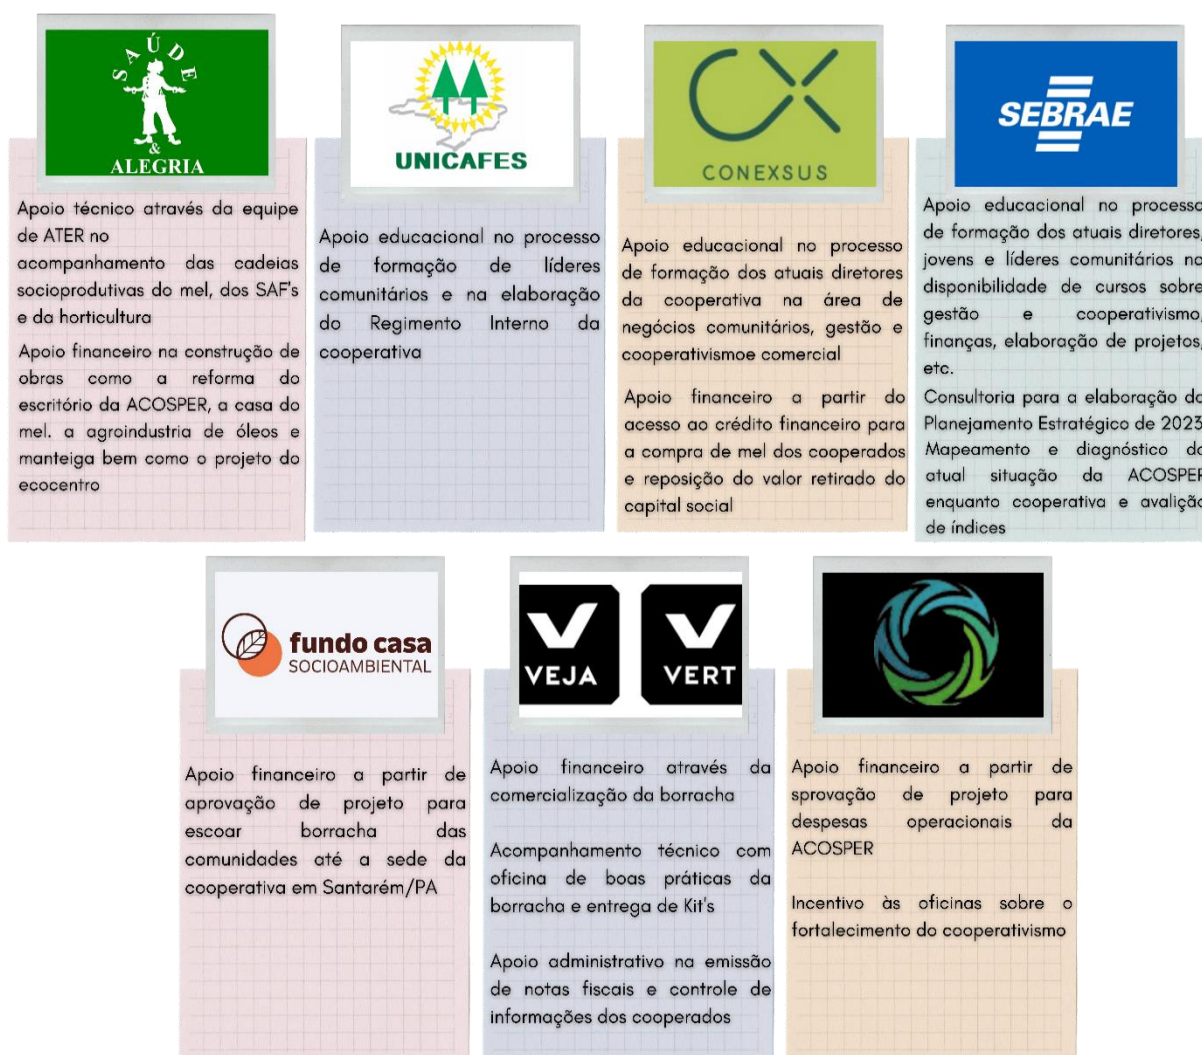 SAÚDE
&
ALEGRIA
Apoio técnico através da equipe
de ATER no
acompanhamento das cadeias
socioprodutivas do mel, dos SAF's
e da horticultura
Apoio financeiro na construção de
obras como a reforma do
escritório da ACOSPER, a casa do
mel. a agroindustria de óleos e
manteiga bem como o projeto do
ecocentro
UNICAFES
Apoio educacional no processo
de formação de líderes
comunitários e na elaboração
do Regimento Interno da
cooperativa
CX
CONEXSUS
Apoio educacional no processo
de formação dos atuais diretores
da cooperativa na área de
negócios comunitários, gestão e
cooperativismoe comercial
Apoio financeiro a partir do
acesso ao crédito financeiro para
a compra de mel dos cooperados
e reposição do valor retirado do
capital social
SEBRAE
Apoio educacional no processo
de formação dos atuais diretores,
jovens e líderes comunitários na
disponibilidade de cursos sobre
gestão e cooperativismo,
finanças, elaboração de projetos,
etc.
Consultoria para a elaboração do
Planejamento Estratégico de 2023
Mapeamento e diagnóstico da
atual situação da ACOSPER
enquanto cooperativa e avalição
de índices
fundo casa
SOCIOAMBIENTAL
Apoio financeiro a partir de
aprovação de projeto para
escoar borracha das
comunidades até a sede da
cooperativa em Santarém/PA
VEJA VERT
Apoio financeiro através da
comercialização da borracha
Acompanhamento técnico com
oficina de boas práticas da
borracha e entrega de Kit's
Apoio administrativo na emissão
de notas fiscais e controle de
informações dos cooperados
Apoio financeiro a partir de
sprovação de projeto para
despesas operacionais da
ACOSPER
Incentivo às oficinas sobre o
fortalecimento do cooperativismo